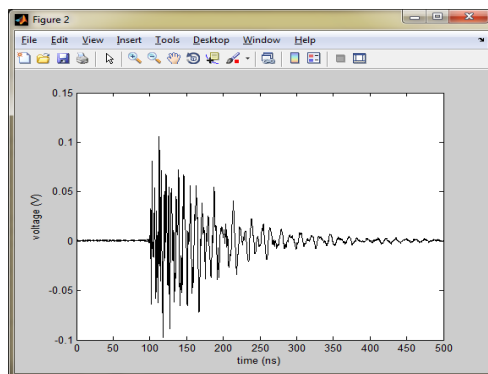 Figure 2
File Edit View Insert Tools Desktop Window Help
0.15
0.1
0.05
0
-0.05
-0.1
voltage (V)
0 50 100 150 200 250 300 350 400 450 500
time (ns)